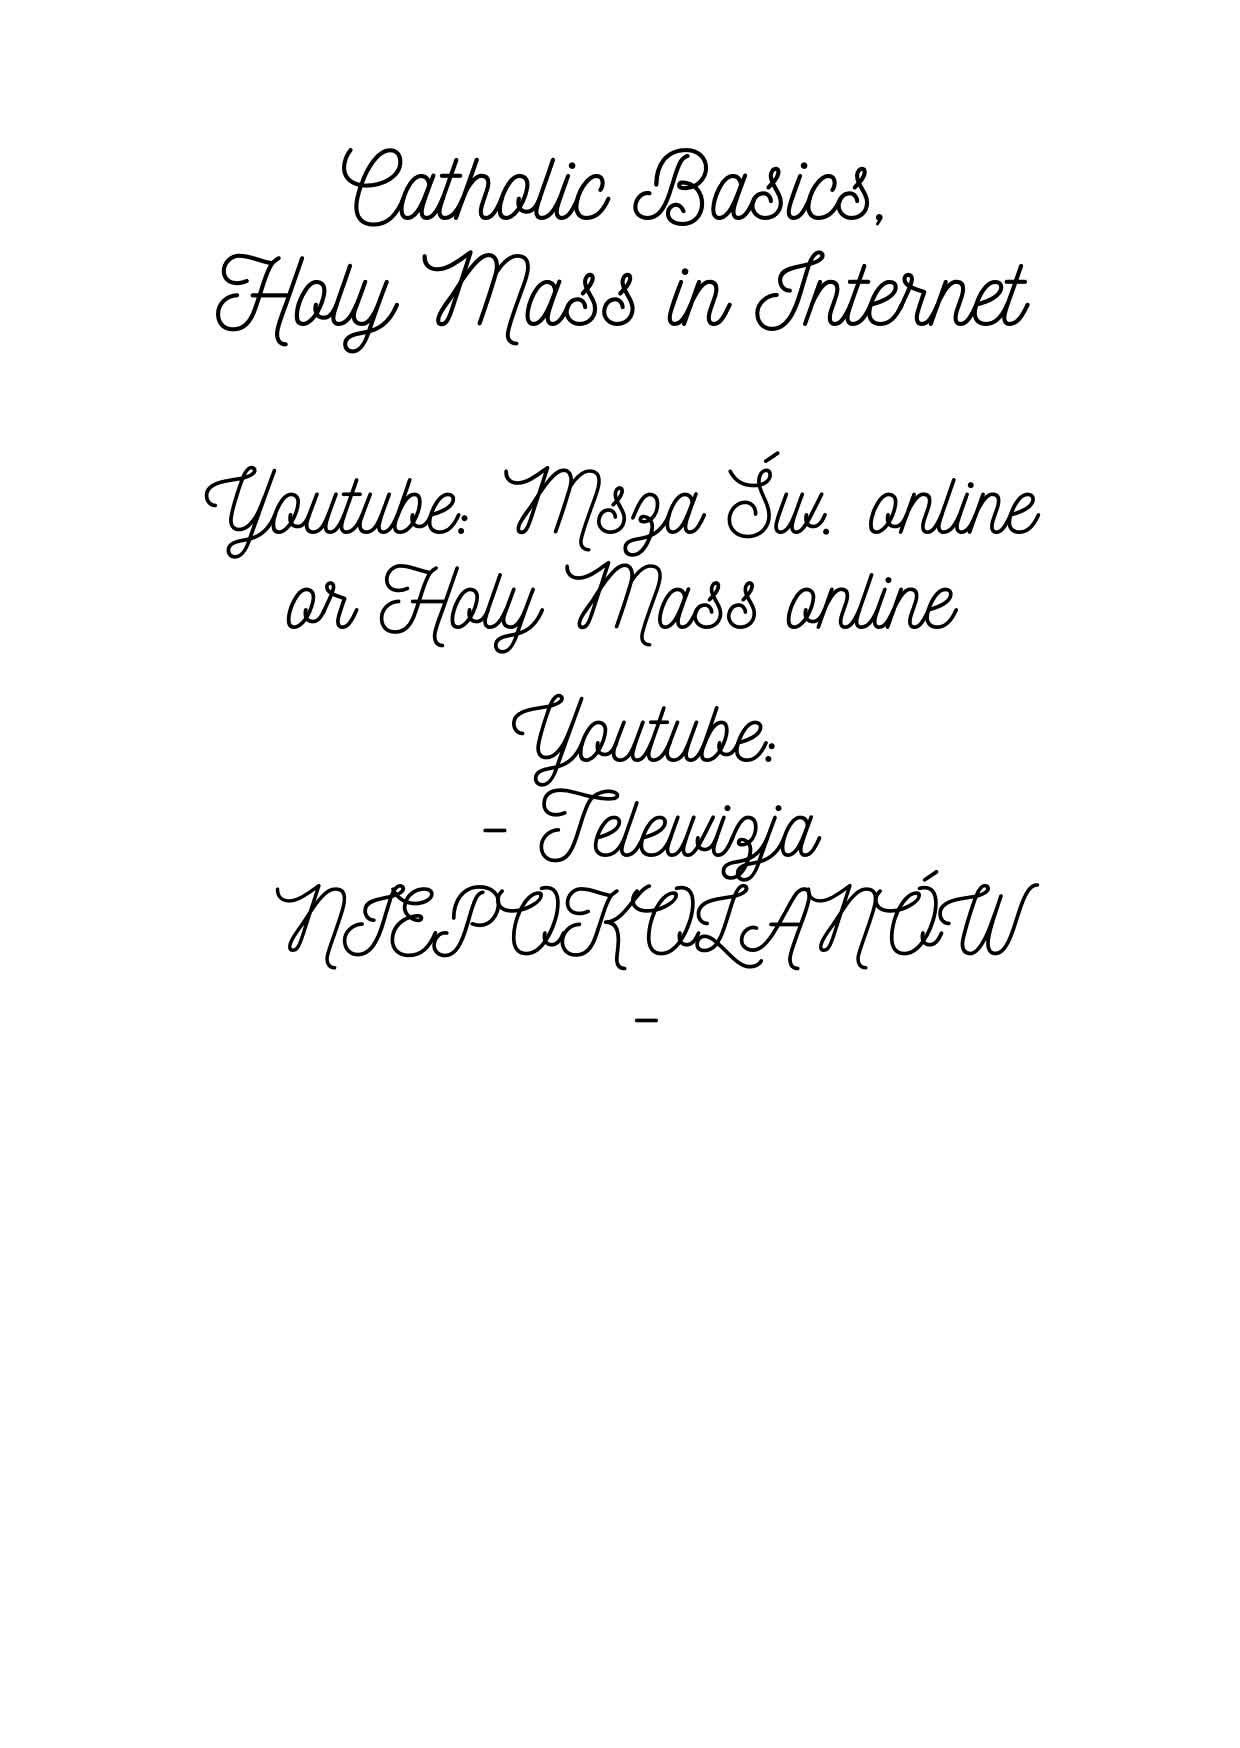 Catholic Basics,
Holy Mass in Internet
Youtube: Msza Św. online
or Holy Mass online
Youtube:
- Telewizja
NIEPOKOLANÓW
-